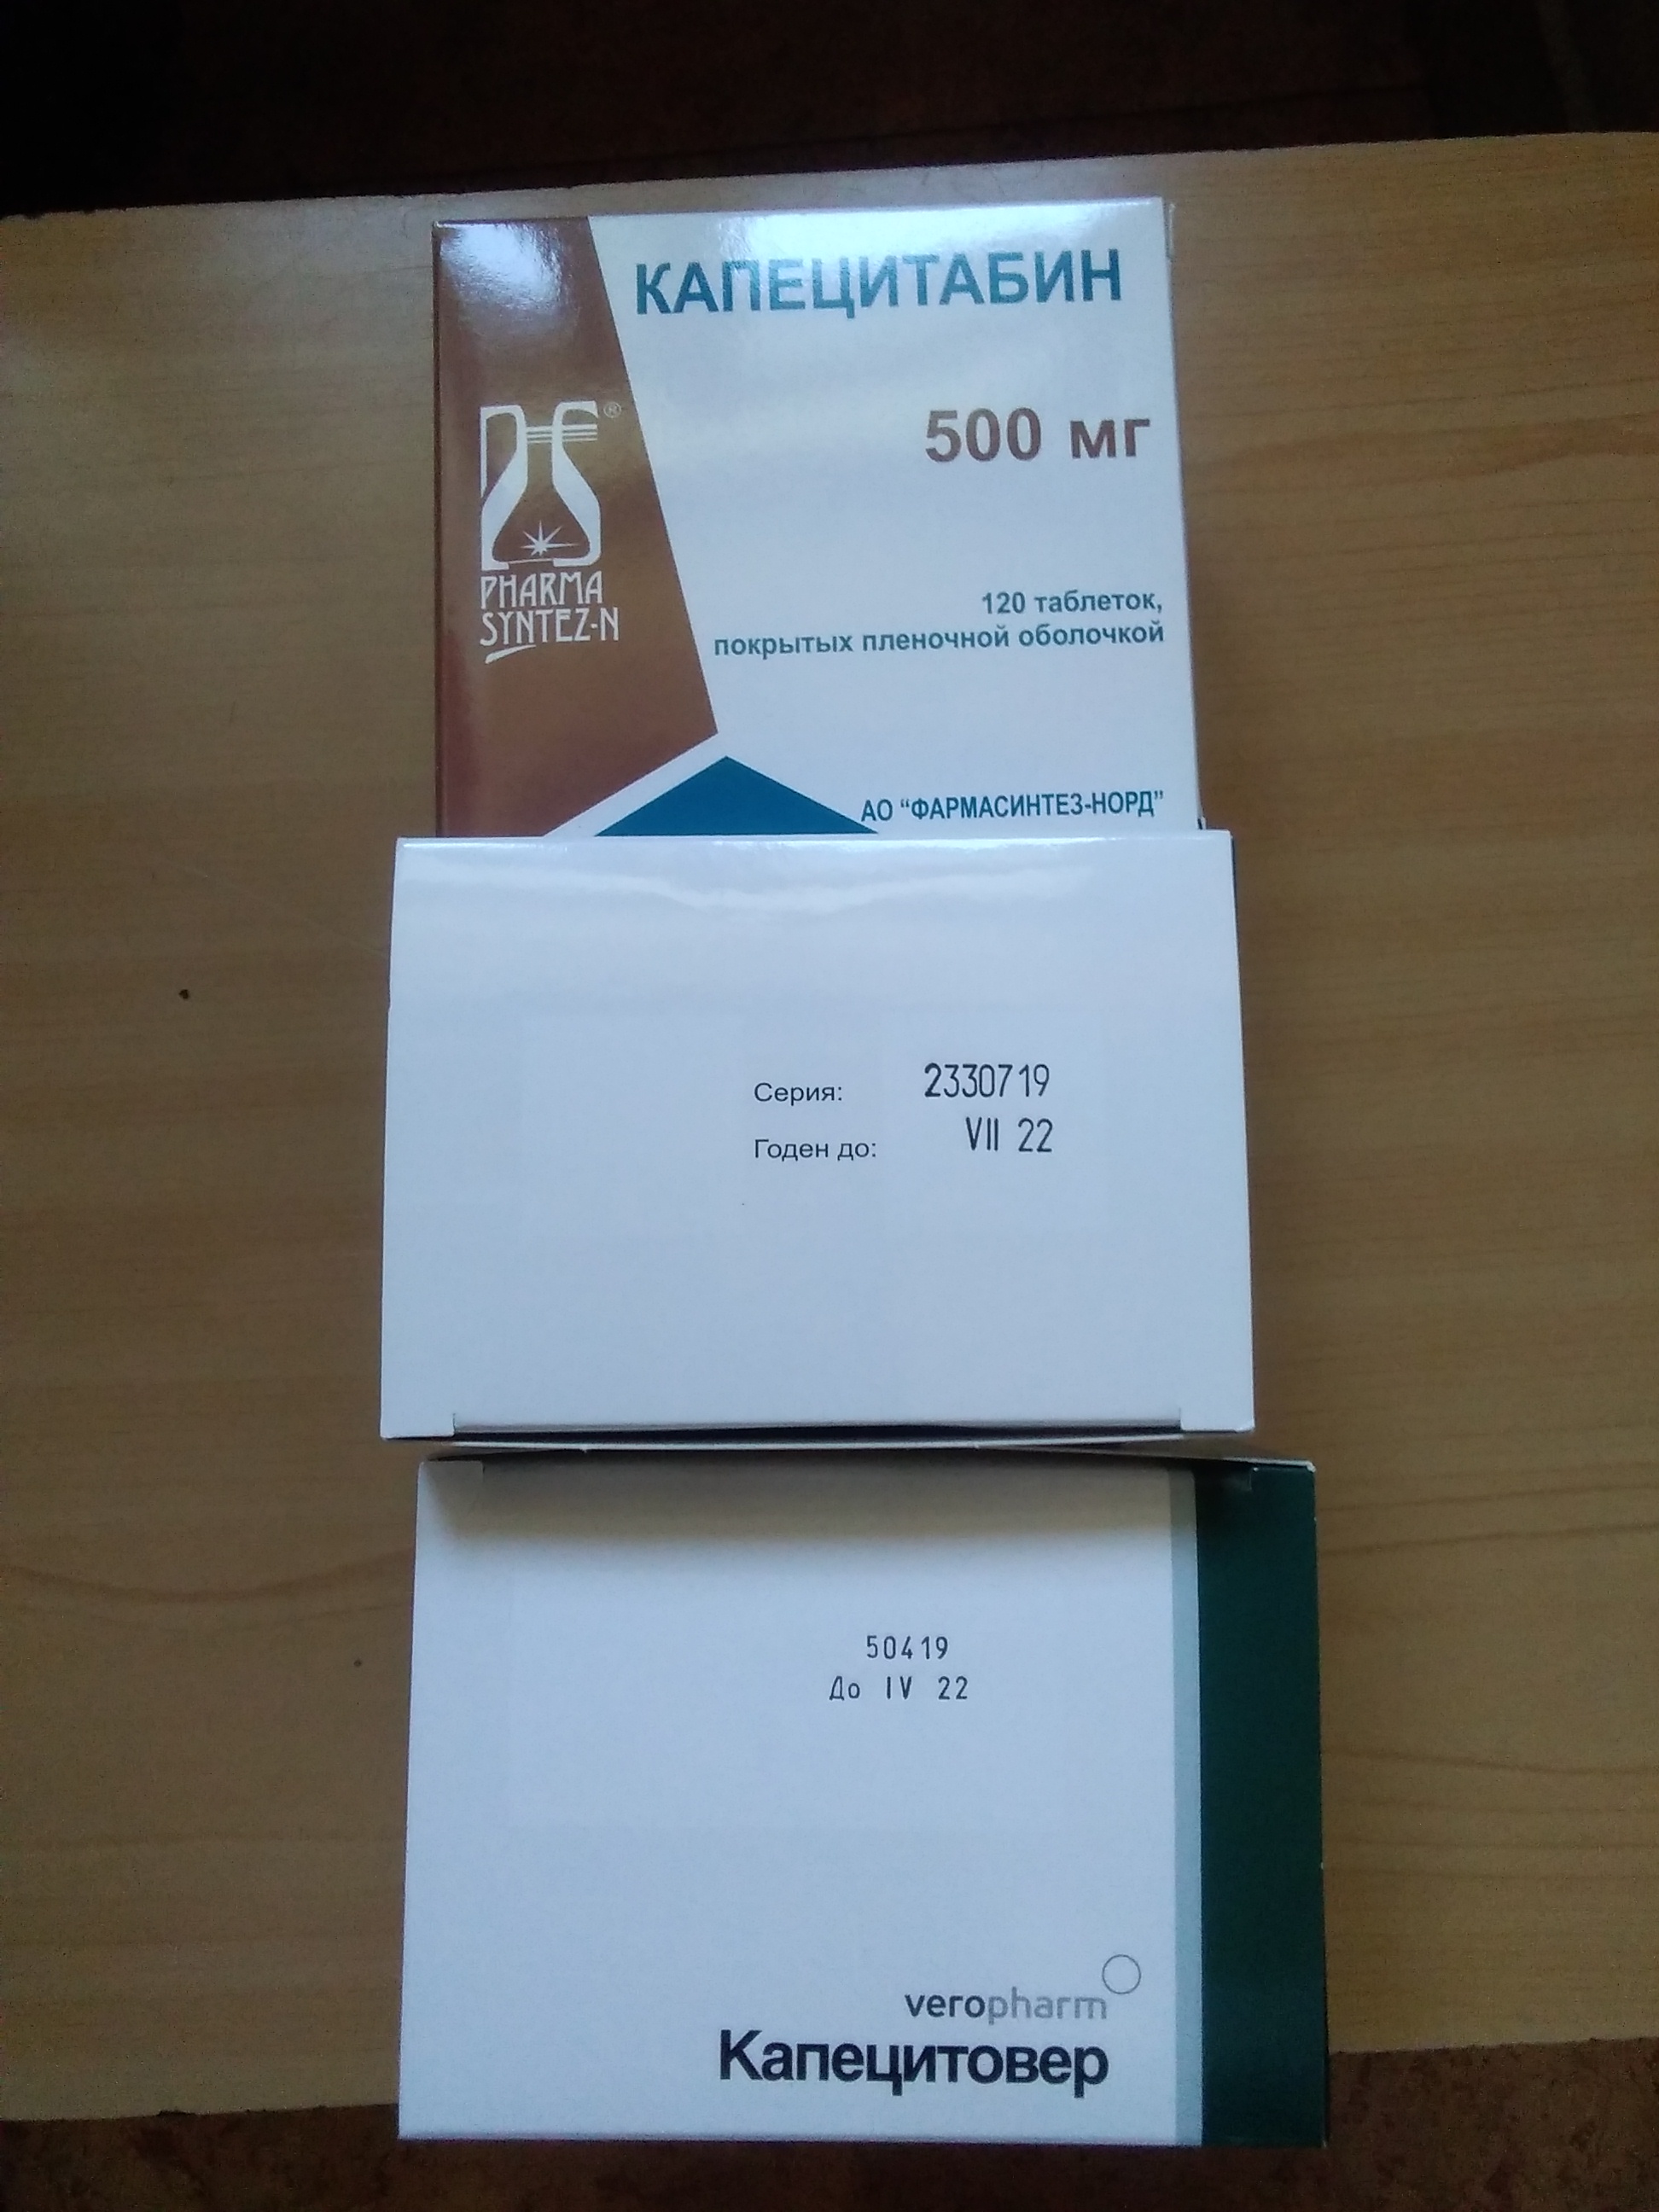 КАПЕЦИТАБИН
500 мг
®
PHARMA
SYNTEZ-N
120 таблеток,
покрытых пленочной оболочкой
АО "ФАРМАСИНТЕЗ-НОРД"
Серия: 2330719
Годен до: VII 22
50419
До IV 22
veropharm
Капецитовер